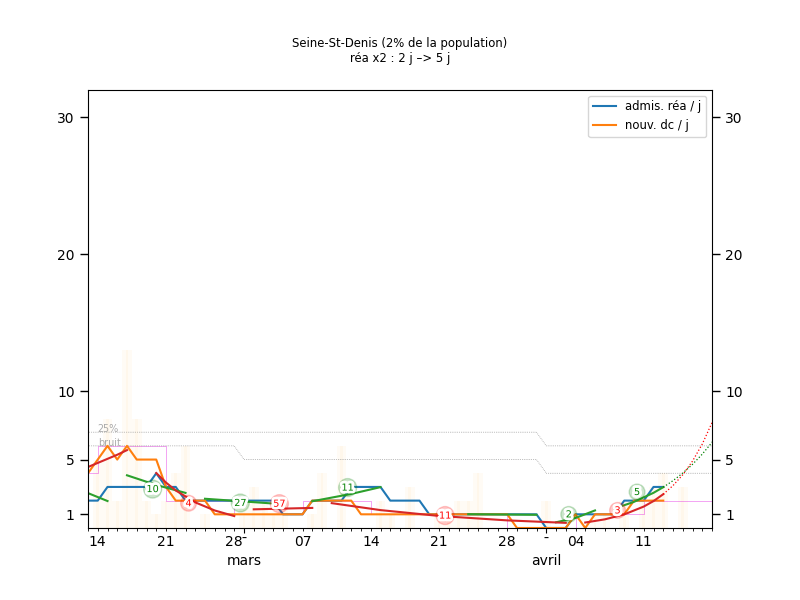 Seine-St-Denis (2% de la population)
réa x2 : 2 j –> 5 j
admis. réa / j
nouv. dc / j
30 30
20 20
10 10
5 5
1 1
25%
bruit
10 4 27 57 11 11 2 3 5
14 21 28 07 14 21 28 04 11
mars avril